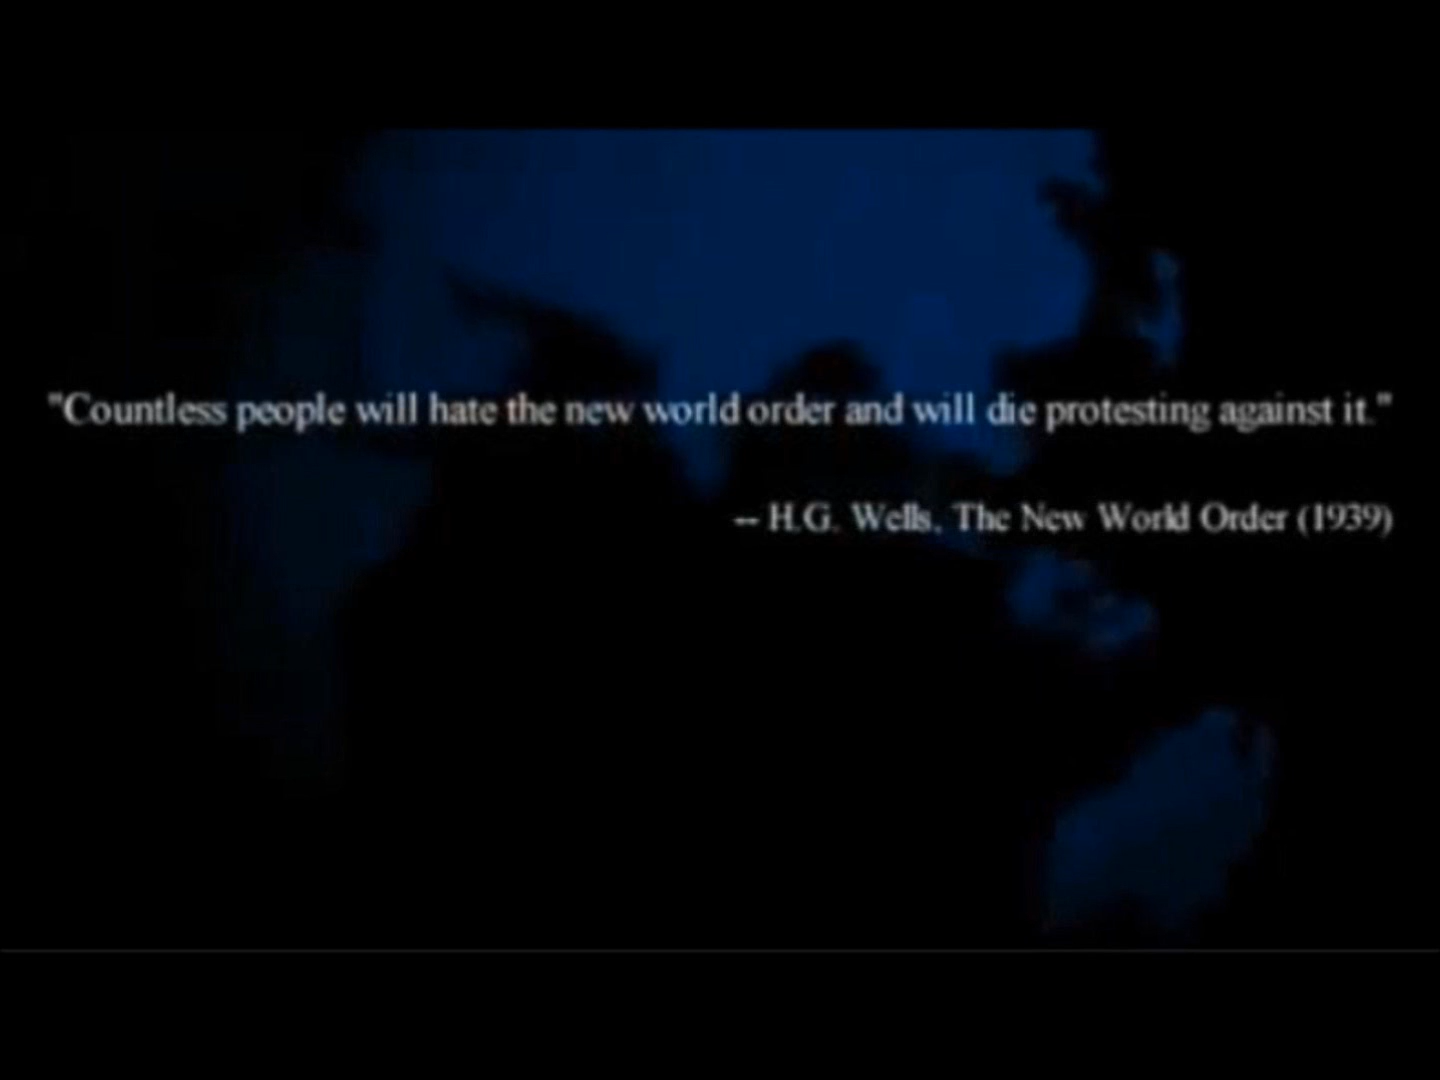 "Countless people will hate the new world order and will die protesting against it."
-- H.G. Wells, The New World Order (1939)